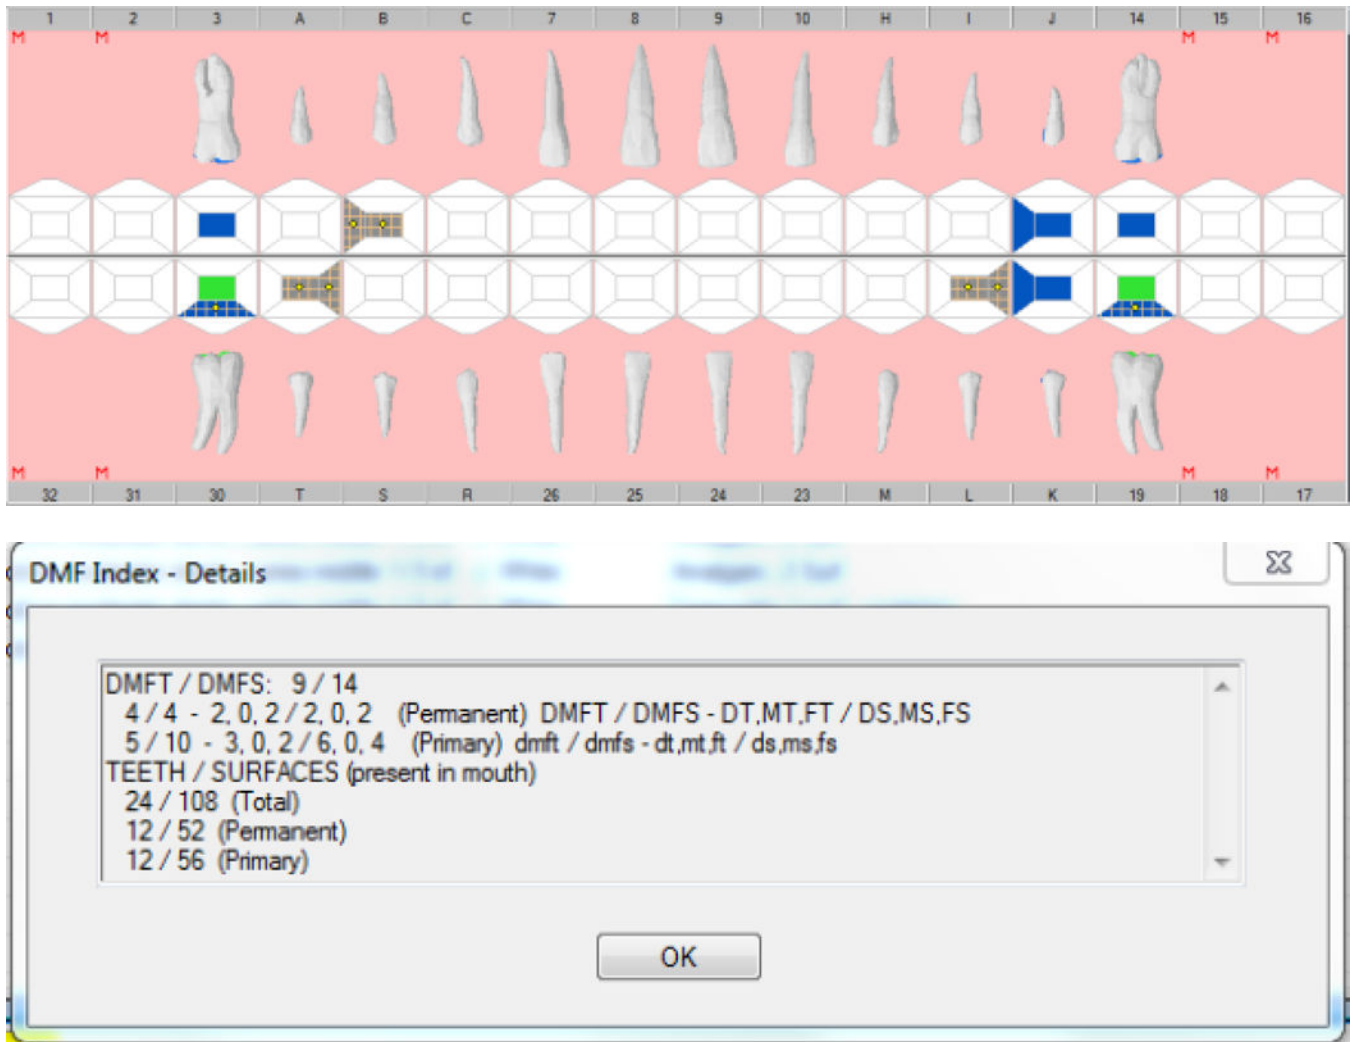 1 2 3 A B C 7 8 9 10 H I J 14 15 16
M M M M
M M M M
32 31 30 T S R 26 25 24 23 M L K 19 18 17
DMF Index - Details
DMFT / DMFS: 9 / 14
4 / 4 - 2, 0, 2 / 2, 0, 2 (Permanent) DMFT / DMFS - DT,MT,FT / DS,MS,FS
5 / 10 - 3, 0, 2 / 6, 0, 4 (Primary) dmft / dmfs - dt,mt,ft / ds,ms,fs
TEETH / SURFACES (present in mouth)
24 / 108 (Total)
12 / 52 (Permanent)
12 / 56 (Primary)
OK